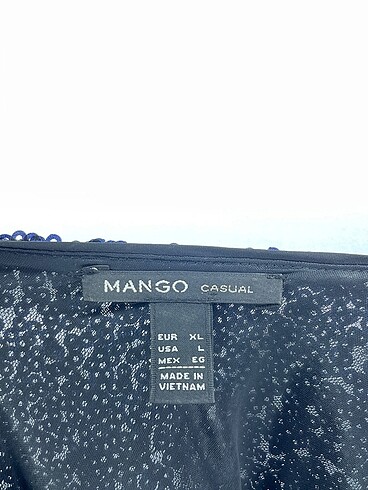 MANGO CASUAL
EUR XL
USA L
MEX EG
MADE IN
VIETNAM